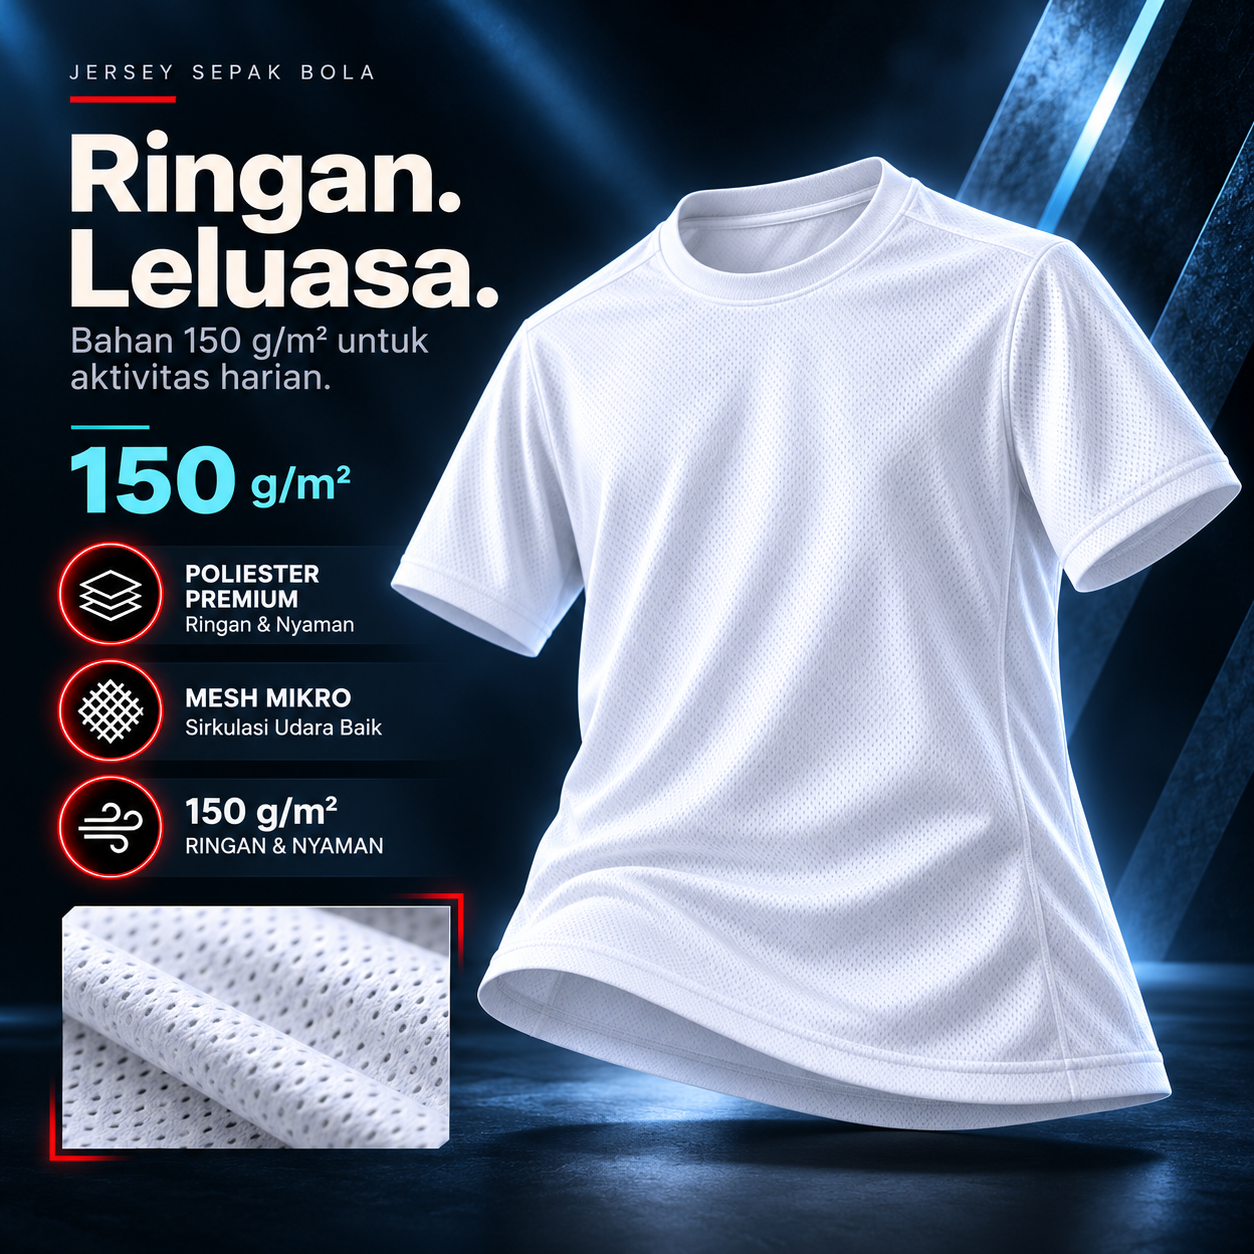 JERSEY SEPAK BOLA
Ringan.
Leluasa.
Bahan 150 g/m² untuk
aktivitas harian.
150 g/m²
POLIESTER
PREMIUM
Ringan & Nyaman
MESH MIKRO
Sirkulasi Udara Baik
150 g/m²
RINGAN & NYAMAN